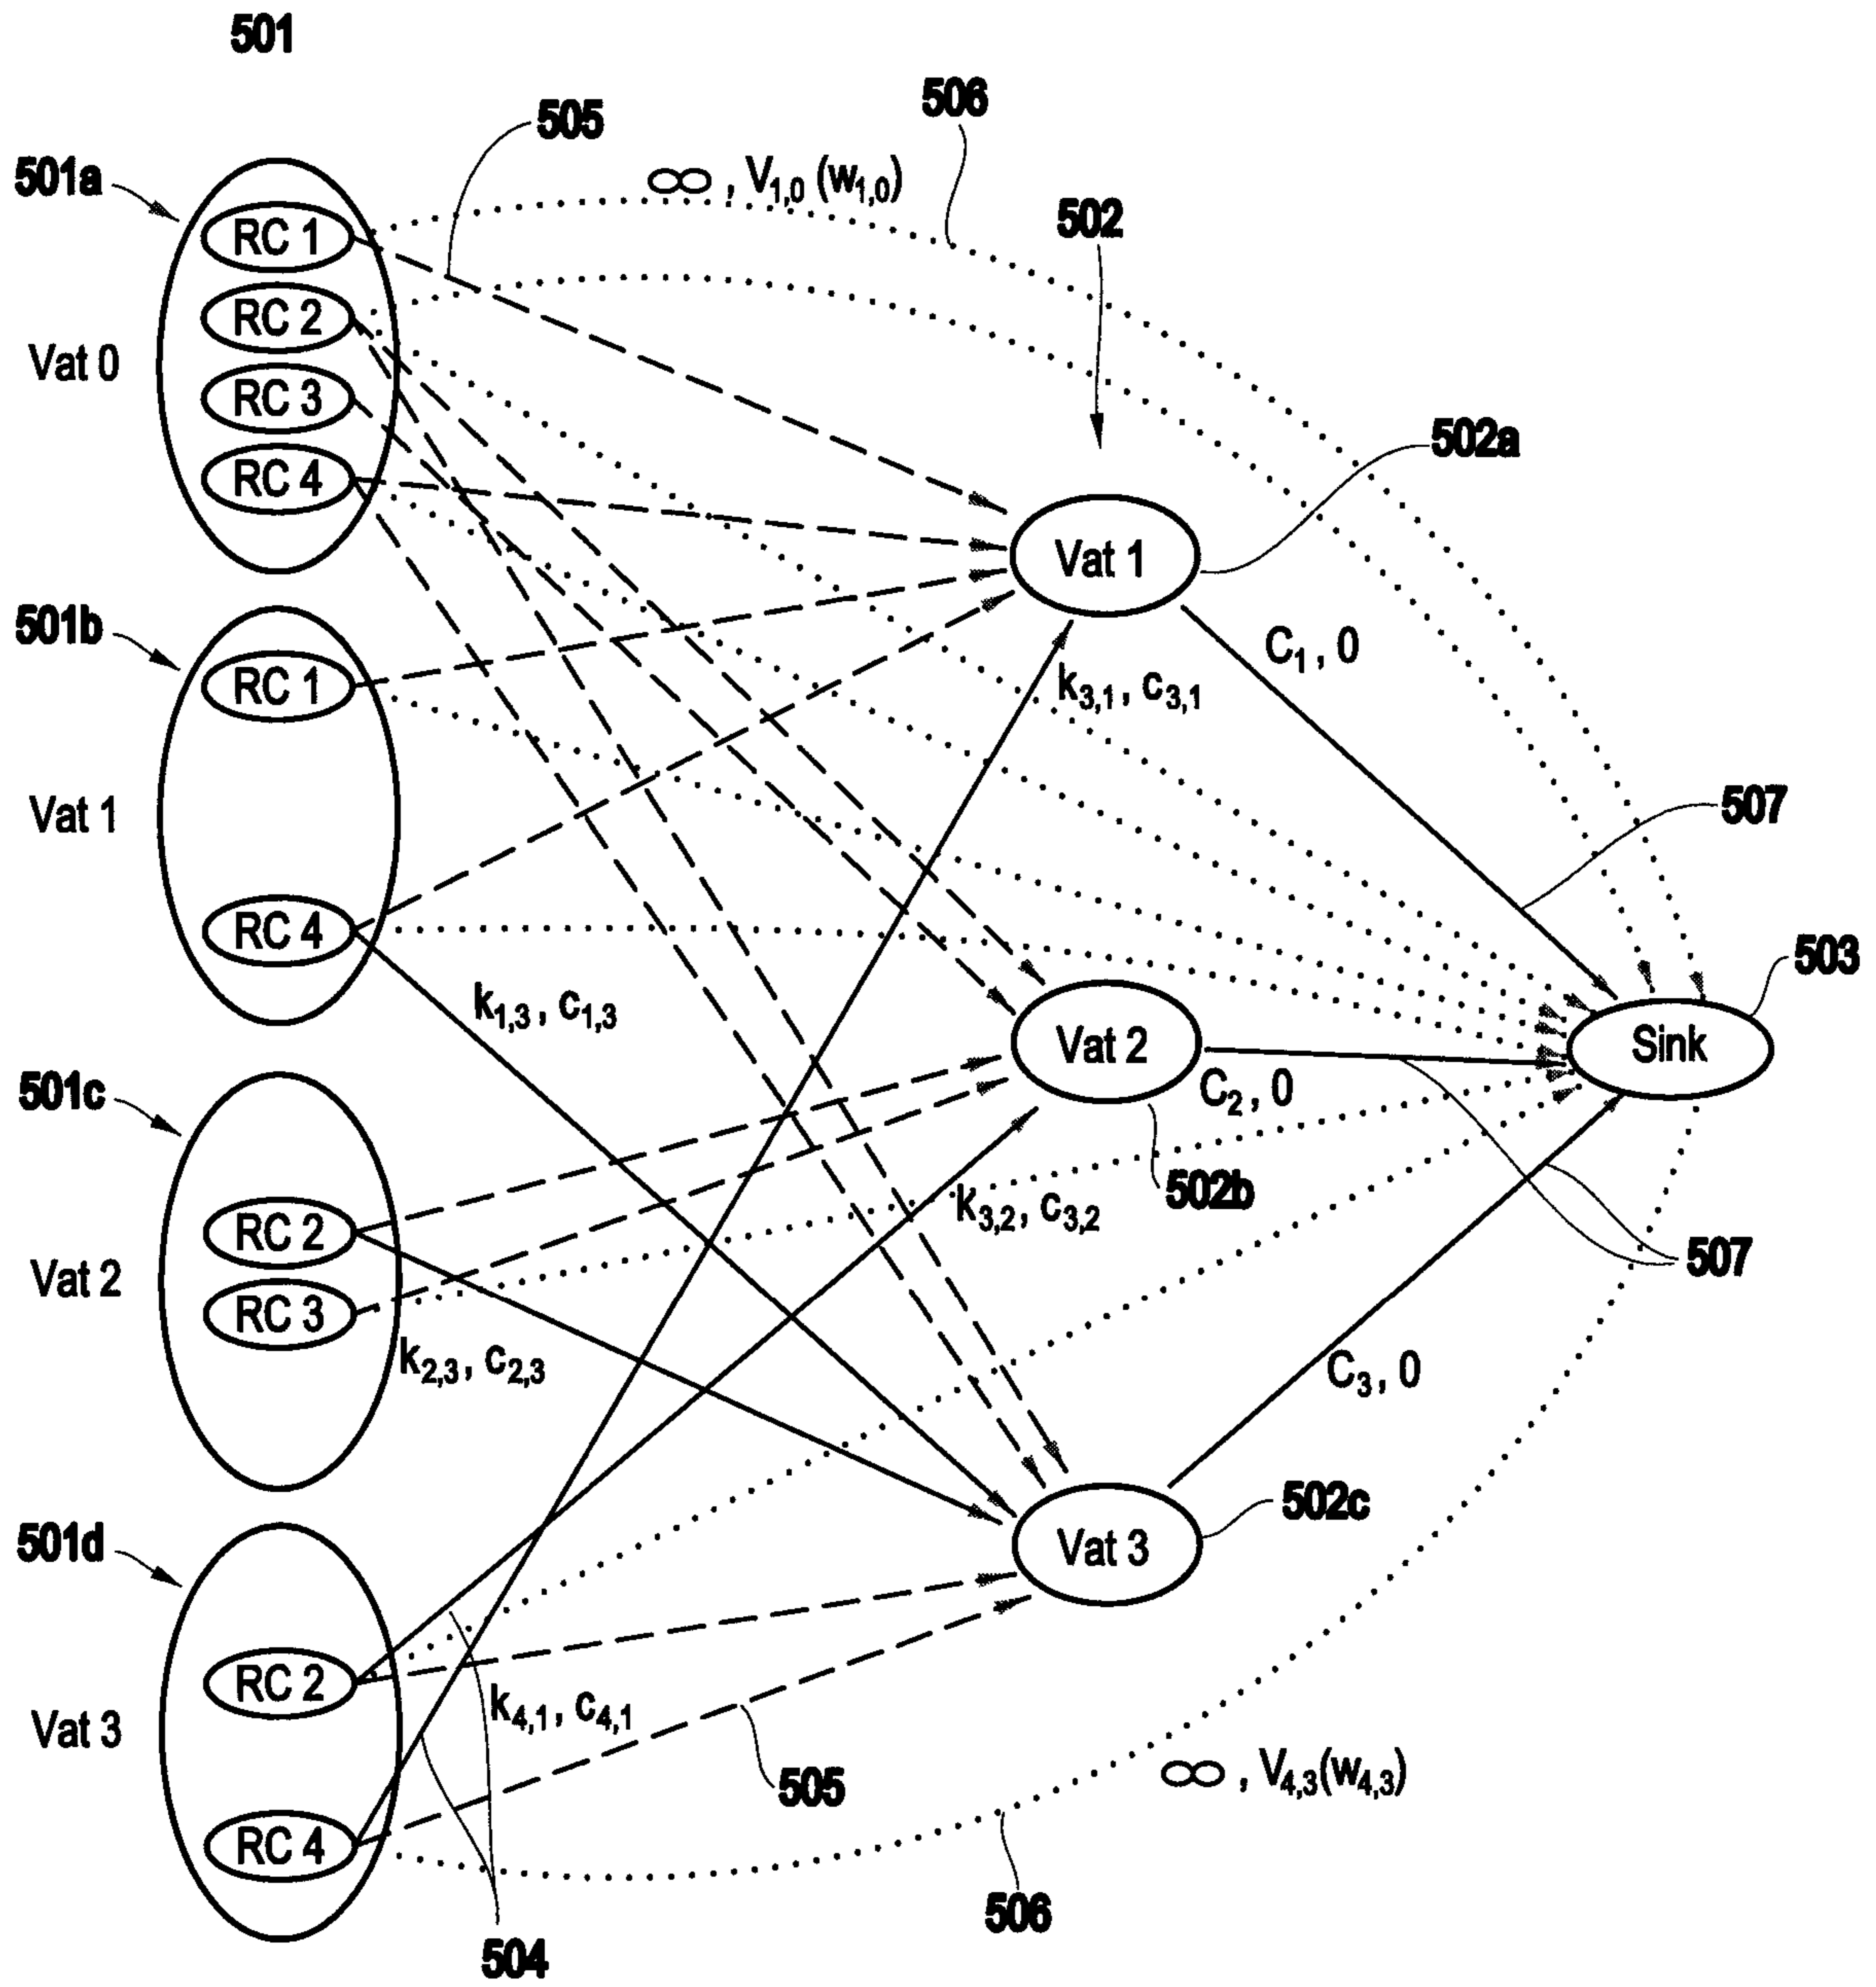 501
506
505
501a
∞, V₁,₀ (w₁,₀)
RC 1
502
RC 2
Vat 0
RC 3
502a
RC 4
Vat 1
501b
C₁, 0
RC 1
k₃,₁, c₃,₁
Vat 1
507
RC 4
503
k₁,₃, c₁,₃
Vat 2
Sink
501c
C₂, 0
502b
k₃,₂, c₃,₂
RC 2
507
Vat 2
RC 3
k₂,₃, c₂,₃
C₃, 0
502c
501d
Vat 3
RC 2
k₄,₁, c₄,₁
Vat 3
505
∞, V₄,₃(w₄,₃)
RC 4
506
504